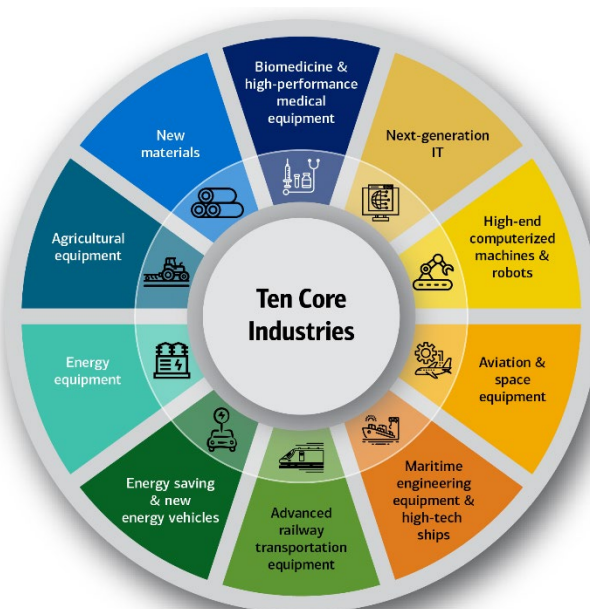 Biomedicine &
high-performance
medical
equipment
Next-generation
IT
High-end
computerized
machines &
robots
Aviation &
space
equipment
Maritime
engineering
equipment &
high-tech
ships
Advanced
railway
transportation
equipment
Energy saving
& new
energy vehicles
Energy
equipment
Agricultural
equipment
New
materials
Ten Core
Industries